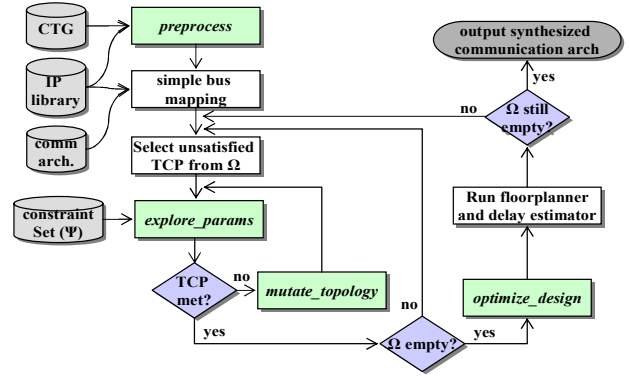 CTG
preprocess
output synthesized
communication arch
IP
library
simple bus
mapping
yes
no
Ω still
empty?
comm
arch.
Select unsatisfied
TCP from Ω
Run floorplanner
and delay estimator
constraint
Set (Ψ)
explore_params
TCP
met?
no
mutate_topology
no
optimize_design
yes
Ω empty?
yes